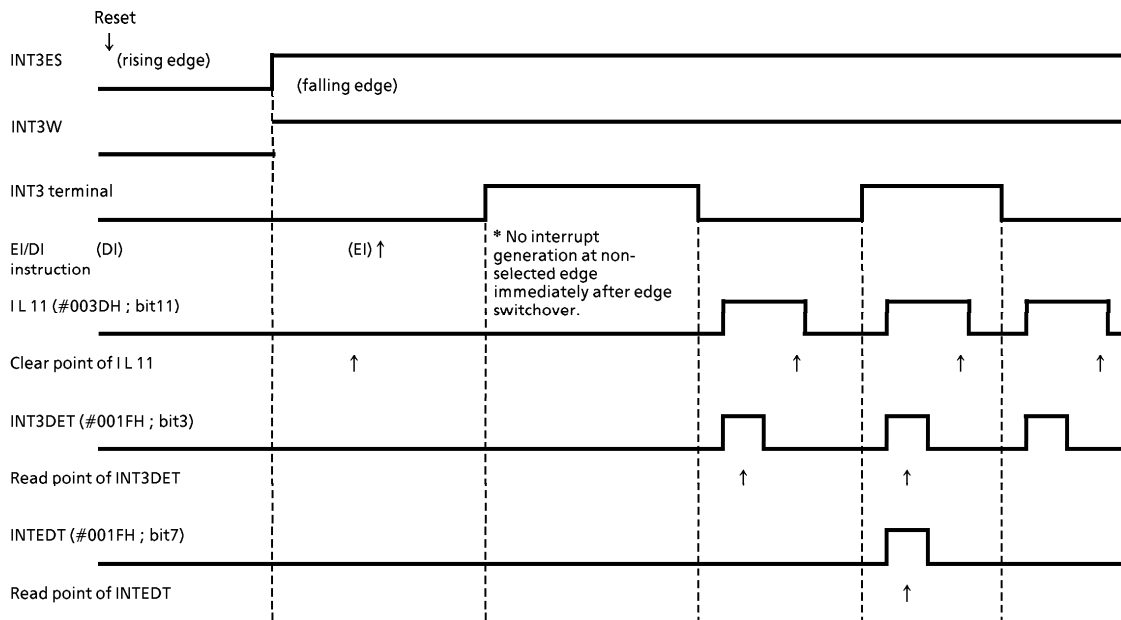 Reset
↓
INT3ES
(rising edge)
(falling edge)
INT3W
INT3 terminal
EI/DI (DI) (EI) ↑
instruction
* No interrupt
generation at non-
selected edge
immediately after edge
switchover.
I L 11 (#003DH ; bit11)
Clear point of I L 11 ↑ ↑ ↑ ↑
INT3DET (#001FH ; bit3)
Read point of INT3DET ↑ ↑
INTEDT (#001FH ; bit7)
Read point of INTEDT ↑